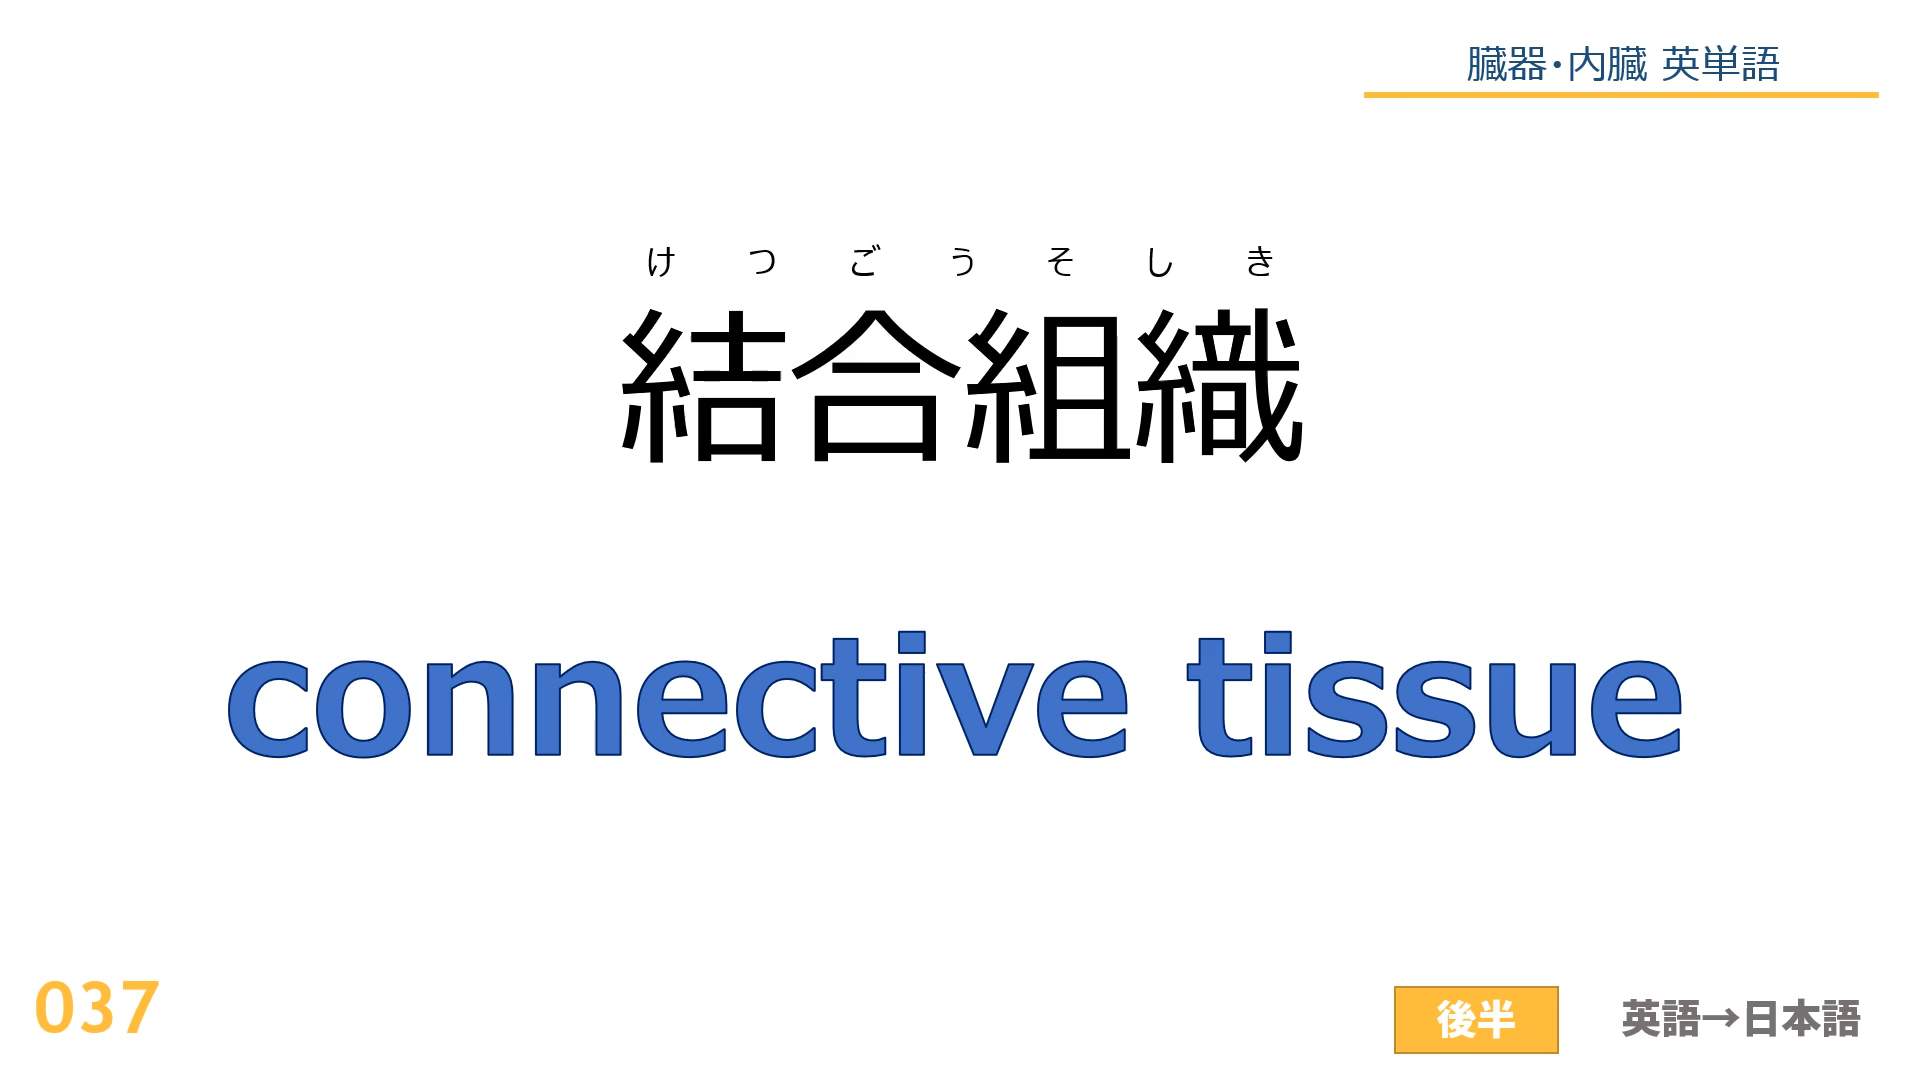 臓器・内臓 英単語
けつごうそしき
結合組織
connective tissue
037
後半
英語→日本語